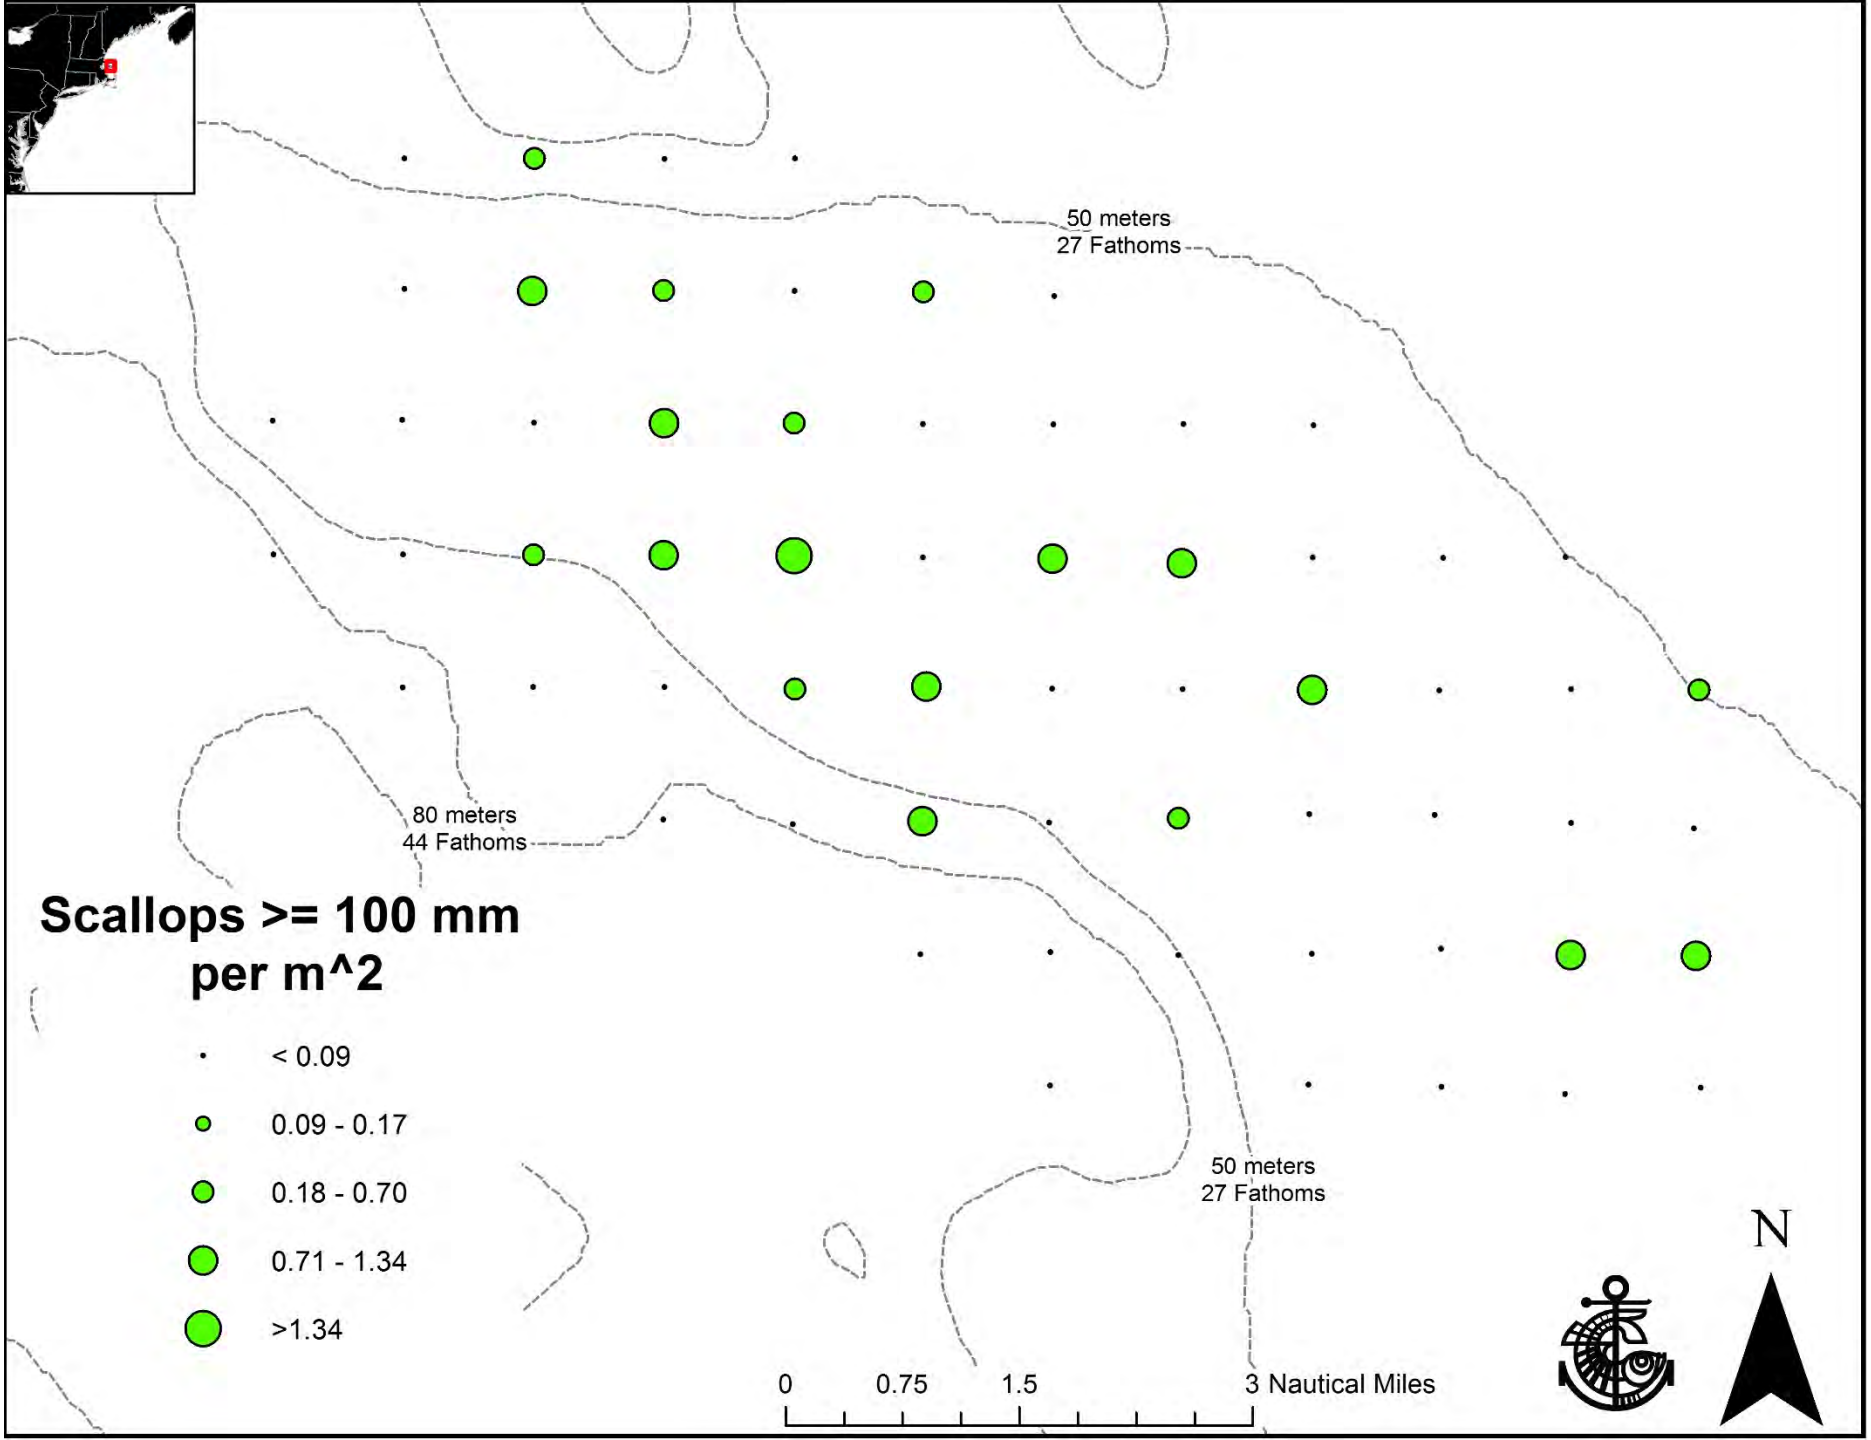 50 meters
27 Fathoms
80 meters
44 Fathoms
Scallops >= 100 mm
per m^2
< 0.09
0.09 - 0.17
0.18 - 0.70
0.71 - 1.34
>1.34
50 meters
27 Fathoms
N
0 0.75 1.5 3 Nautical Miles